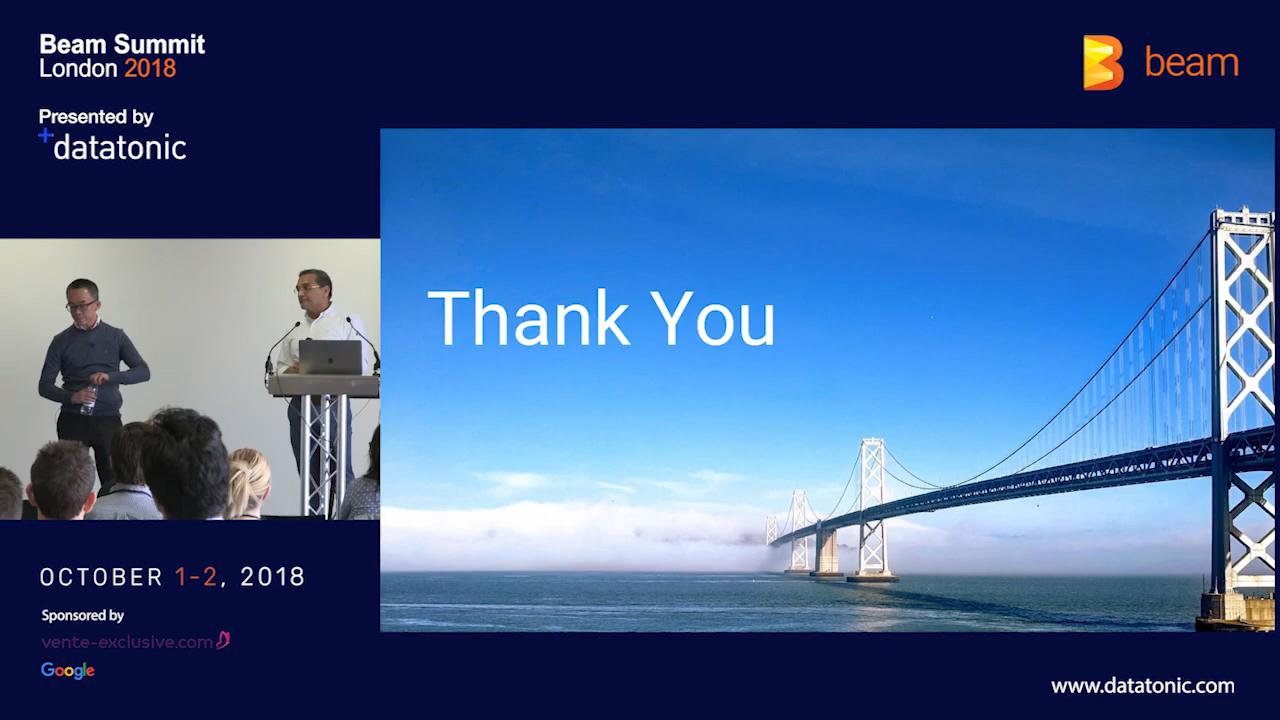 Beam Summit
London 2018
Presented by
+datatonic
beam
Thank You
OCTOBER 1-2, 2018
Sponsored by
vente-exclusive.com
Google
www.datatonic.com